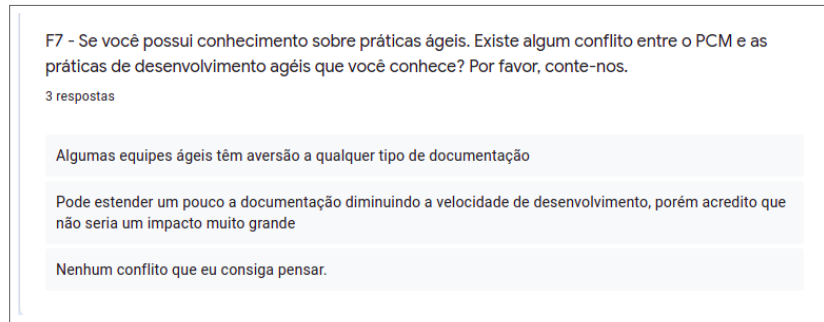 F7 - Se você possui conhecimento sobre práticas ágeis. Existe algum conflito entre o PCM e as
práticas de desenvolvimento agéis que você conhece? Por favor, conte-nos.
3 respostas
Algumas equipes ágeis têm aversão a qualquer tipo de documentação
Pode estender um pouco a documentação diminuindo a velocidade de desenvolvimento, porém acredito que
não seria um impacto muito grande
Nenhum conflito que eu consiga pensar.